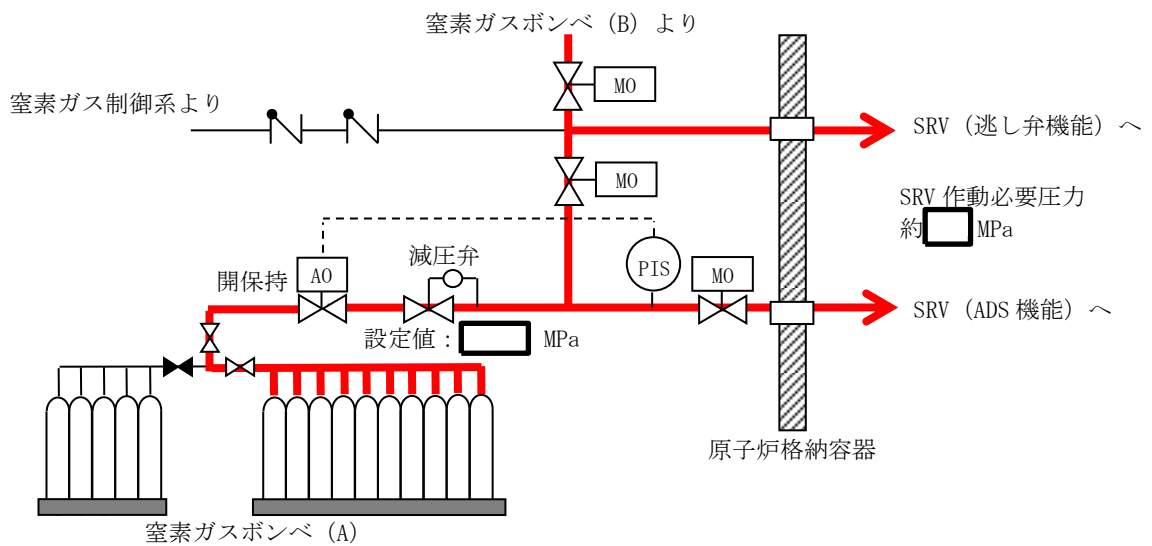 窒素ガスボンベ（B）より
MO
窒素ガス制御系より
SRV（逃し弁機能）へ
MO
SRV 作動必要圧力
約 MPa
減圧弁
開保持
AO
PIS
MO
SRV（ADS 機能）へ
設定値： MPa
原子炉格納容器
窒素ガスボンベ（A）